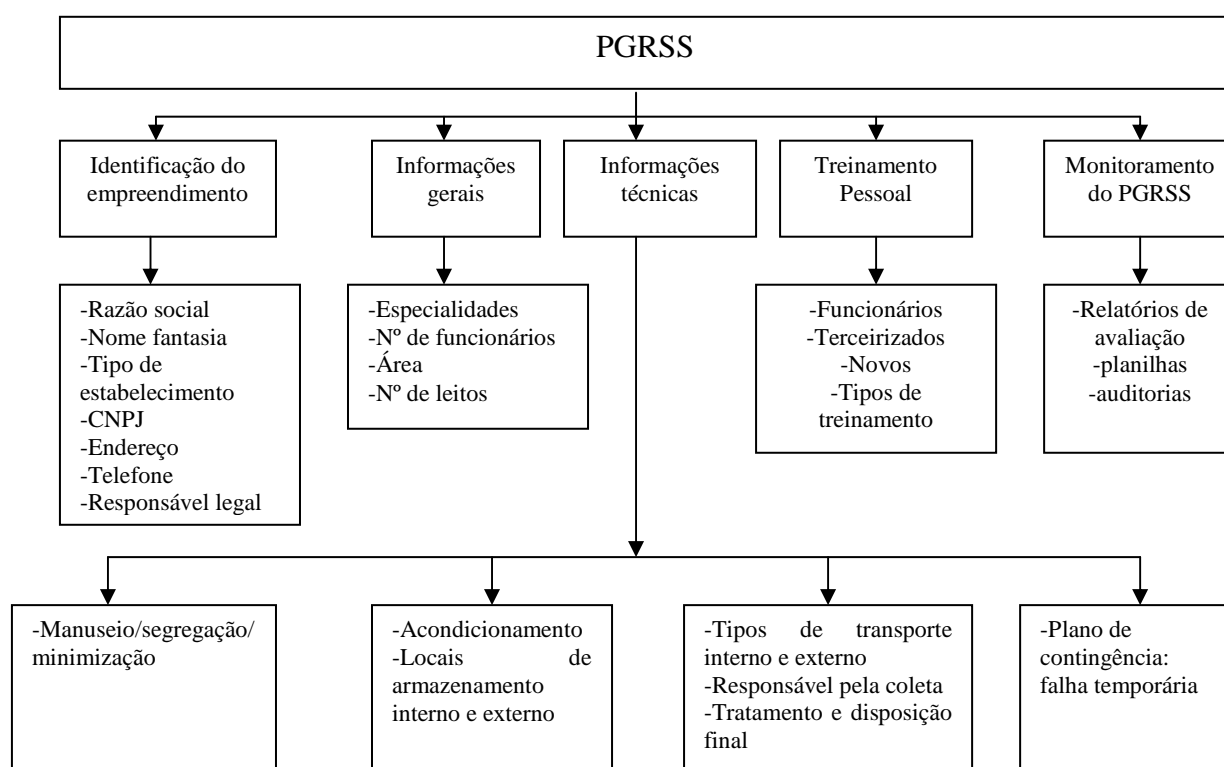 PGRSS
Identificação do
empreendimento
Informações
gerais
Informações
técnicas
Treinamento
Pessoal
Monitoramento
do PGRSS
-Razão social
-Nome fantasia
-Tipo de
estabelecimento
-CNPJ
-Endereço
-Telefone
-Responsável legal
-Especialidades
-Nº de funcionários
-Área
-Nº de leitos
-Funcionários
-Terceirizados
-Novos
-Tipos de
treinamento
-Relatórios de
avaliação
-planilhas
-auditorias
-Manuseio/segregação/
minimização
-Acondicionamento
-Locais de
armazenamento
interno e externo
-Tipos de transporte
interno e externo
-Responsável pela coleta
-Tratamento e disposição
final
-Plano de
contingência:
falha temporária